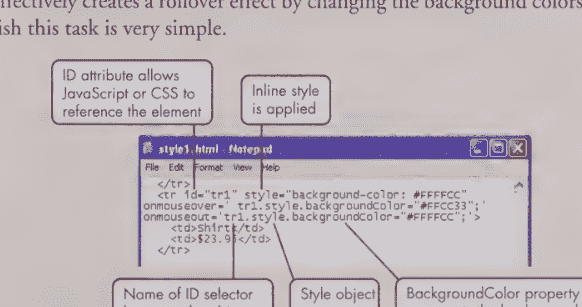 ffectively creates a rollover effect by changing the background colors
ish this task is very simple.
ID attribute allows
JavaScript or CSS to
reference the element
Inline style
is applied
style1.html - Notepad
File Edit Format View Help
</tr>
<tr id="tr1" style="background-color: #FFFFCC"
onmouseover=' tr1.style.backgroundColor="#FFCC33";'
onmouseout='tr1.style.backgroundColor="#FFFFCC";'>
<td>Shirt</td>
<td>$23.95</td>
</tr>
Name of ID selector
Style object
BackgroundColor property